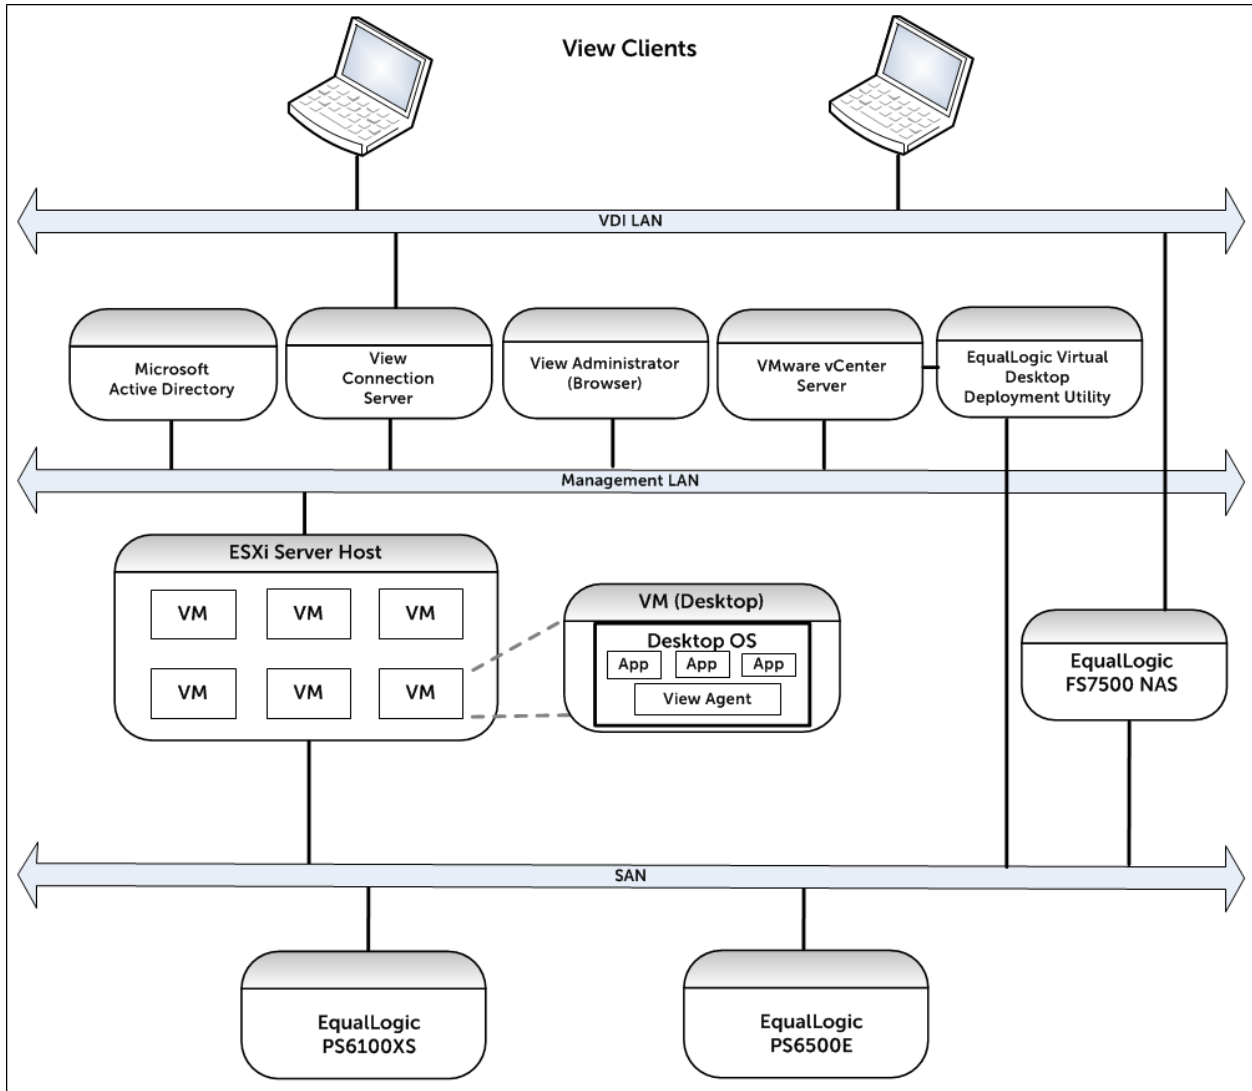 View Clients
VDI LAN
Microsoft
Active Directory
View
Connection
Server
View Administrator
(Browser)
VMware vCenter
Server
EqualLogic Virtual
Desktop
Deployment Utility
Management LAN
ESXi Server Host
VM VM VM
VM VM VM
VM (Desktop)
Desktop OS
App App App
View Agent
EqualLogic
FS7500 NAS
SAN
EqualLogic
PS6100XS
EqualLogic
PS6500E